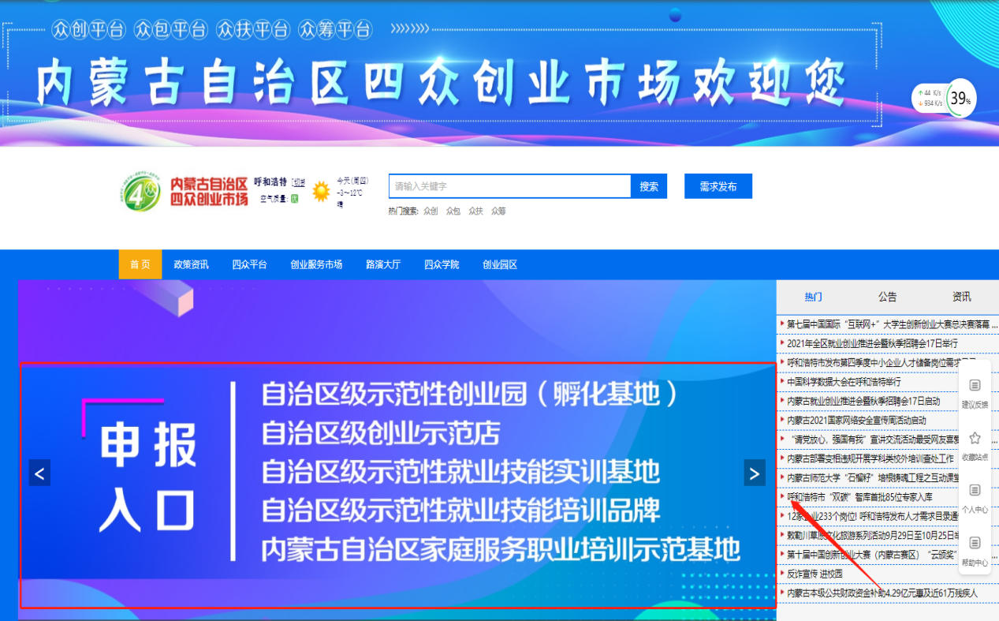 众创平台 众包平台 众扶平台 众筹平台 》》》》》》》
内蒙古自治区四众创业市场欢迎您
↑ 44 K/s
↓ 934 K/s
39%
4
众
内蒙古自治区
四众创业市场
呼和浩特 [切换]
空气质量: 优
今天(周四)
-3~12℃
晴
请输入关键字
搜索
需求发布
热门搜索: 众创 众包 众扶 众筹
首页 政策资讯 四众平台 创业服务市场 路演大厅 四众学院 创业园区
申报
入口
自治区级示范性创业园（孵化基地）
自治区级创业示范店
自治区级示范性就业技能实训基地
自治区级示范性就业技能培训品牌
内蒙古自治区家庭服务职业培训示范基地
<
>
热门 公告 资讯
第七届中国国际“互联网+”大学生创新创业大赛总决赛落幕 ...
2021年全区就业创业推进会暨秋季招聘会17日举行
呼和浩特市发布第四季度中小企业人才储备岗位需求
中国科学数据大会在呼和浩特举行
内蒙古就业创业推进会暨秋季招聘会17日启动
内蒙古2021国家网络安全宣传周活动启动
“请党放心，强国有我”宣讲交流活动最受网友喜爱 ...
内蒙古部署变相违规开展学科类校外培训查处工作
内蒙古师范大学“石榴籽”培根铸魂工程之互动课堂
呼和浩特市“双碳”智库首批85位专家入库
12家企业233个岗位! 呼和浩特发布人才需求目录通
敕勒川草原文化旅游系列活动9月29日至10月25日举
第十届中国创新创业大赛（内蒙古赛区）“云颁奖” ...
反诈宣传 进校园
内蒙古本级公共财政资金补助4.29亿元惠及近61万残疾人
建议反馈
收藏站点
个人中心
帮助中心